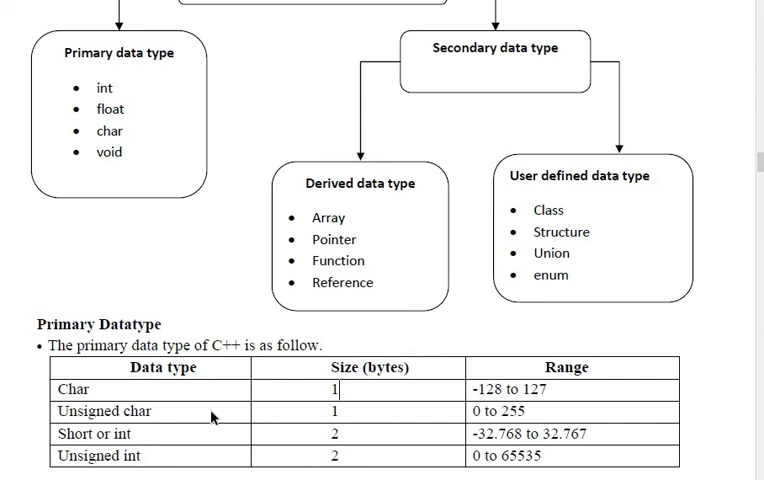 Primary data type
• int
• float
• char
• void
Secondary data type
Derived data type
• Array
• Pointer
• Function
• Reference
User defined data type
• Class
• Structure
• Union
• enum
Primary Datatype
• The primary data type of C++ is as follow.
Data type Size (bytes) Range
Char 1 -128 to 127
Unsigned char 1 0 to 255
Short or int 2 -32.768 to 32.767
Unsigned int 2 0 to 65535